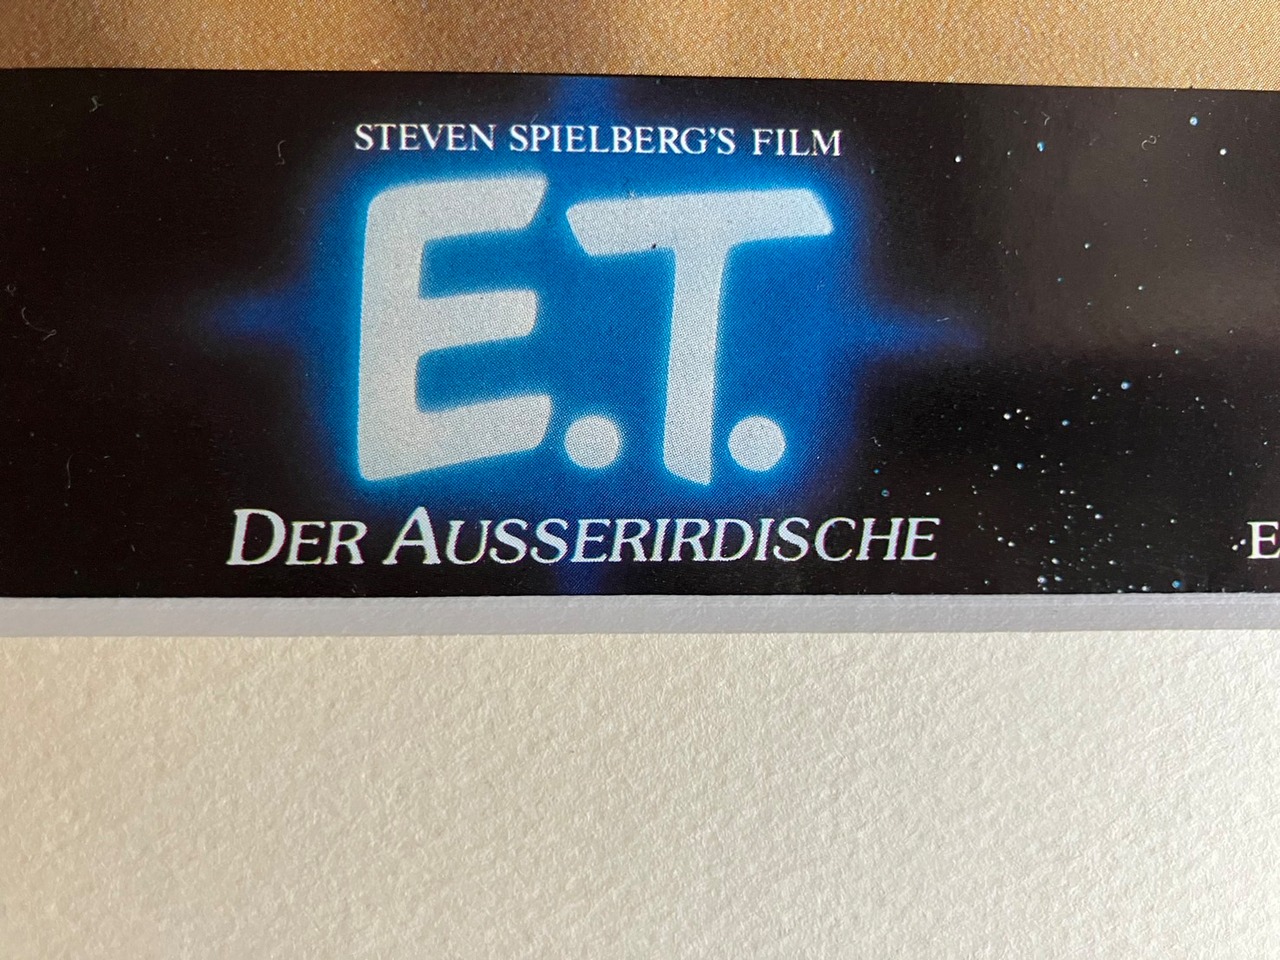 STEVEN SPIELBERG'S FILM
E.T.
DER AUSSERIRDISCHE